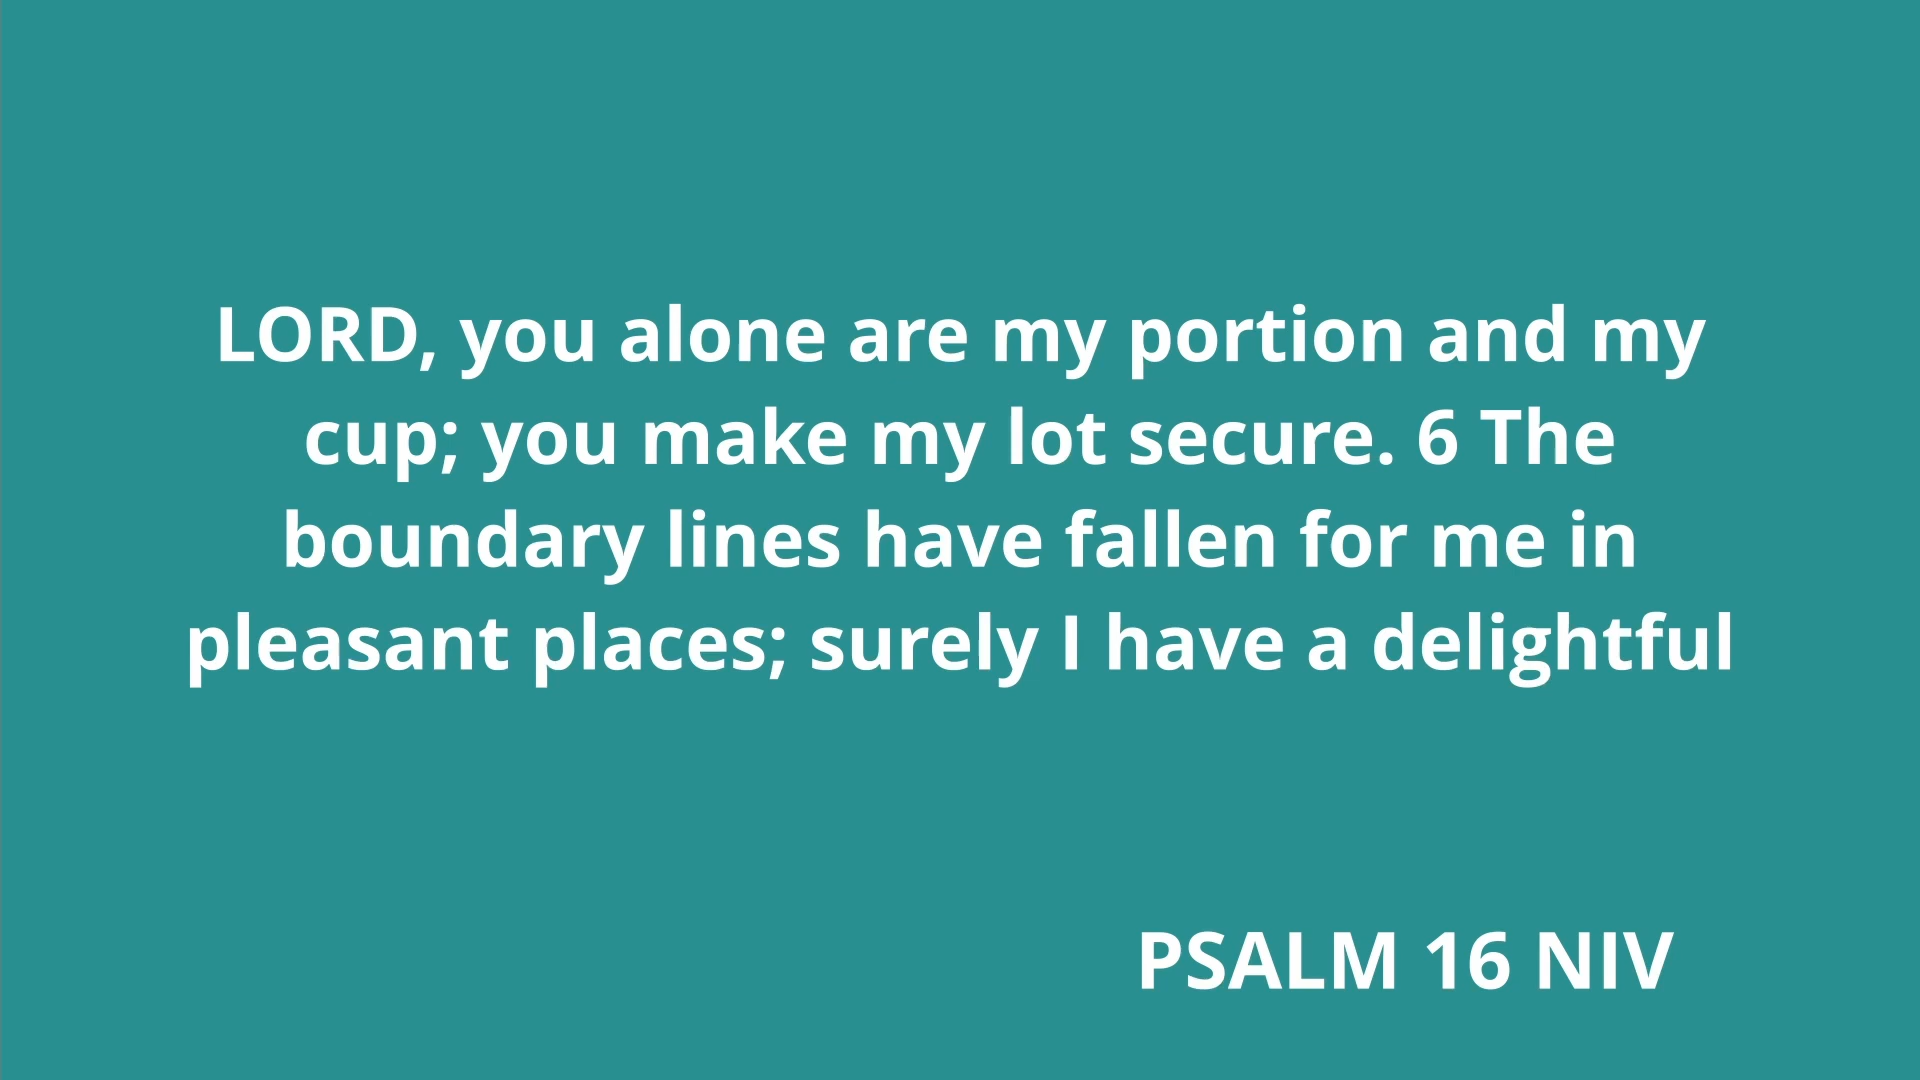 LORD, you alone are my portion and my
cup; you make my lot secure. 6 The
boundary lines have fallen for me in
pleasant places; surely I have a delightful
PSALM 16 NIV